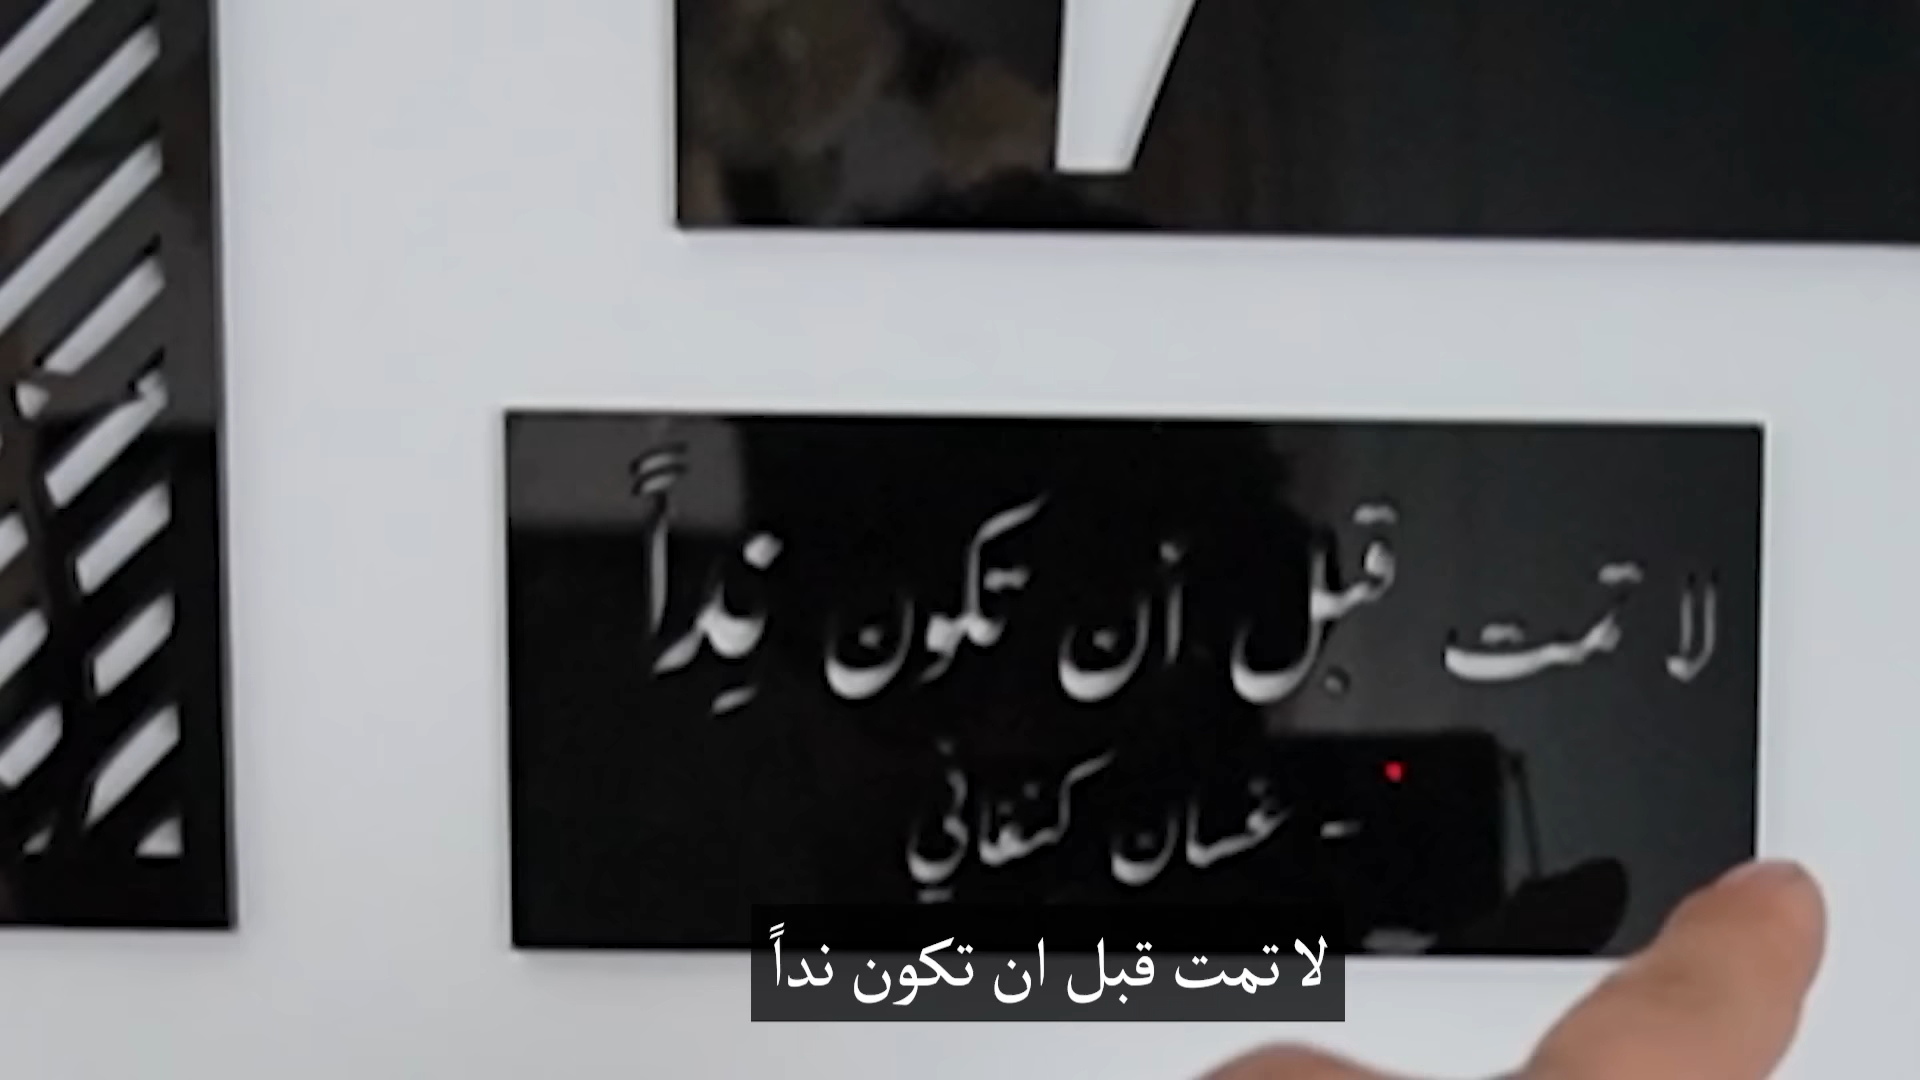 لا تمت قبل أن تكون نِداً
- غسان كنفاني
لا تمت قبل ان تكون نداً